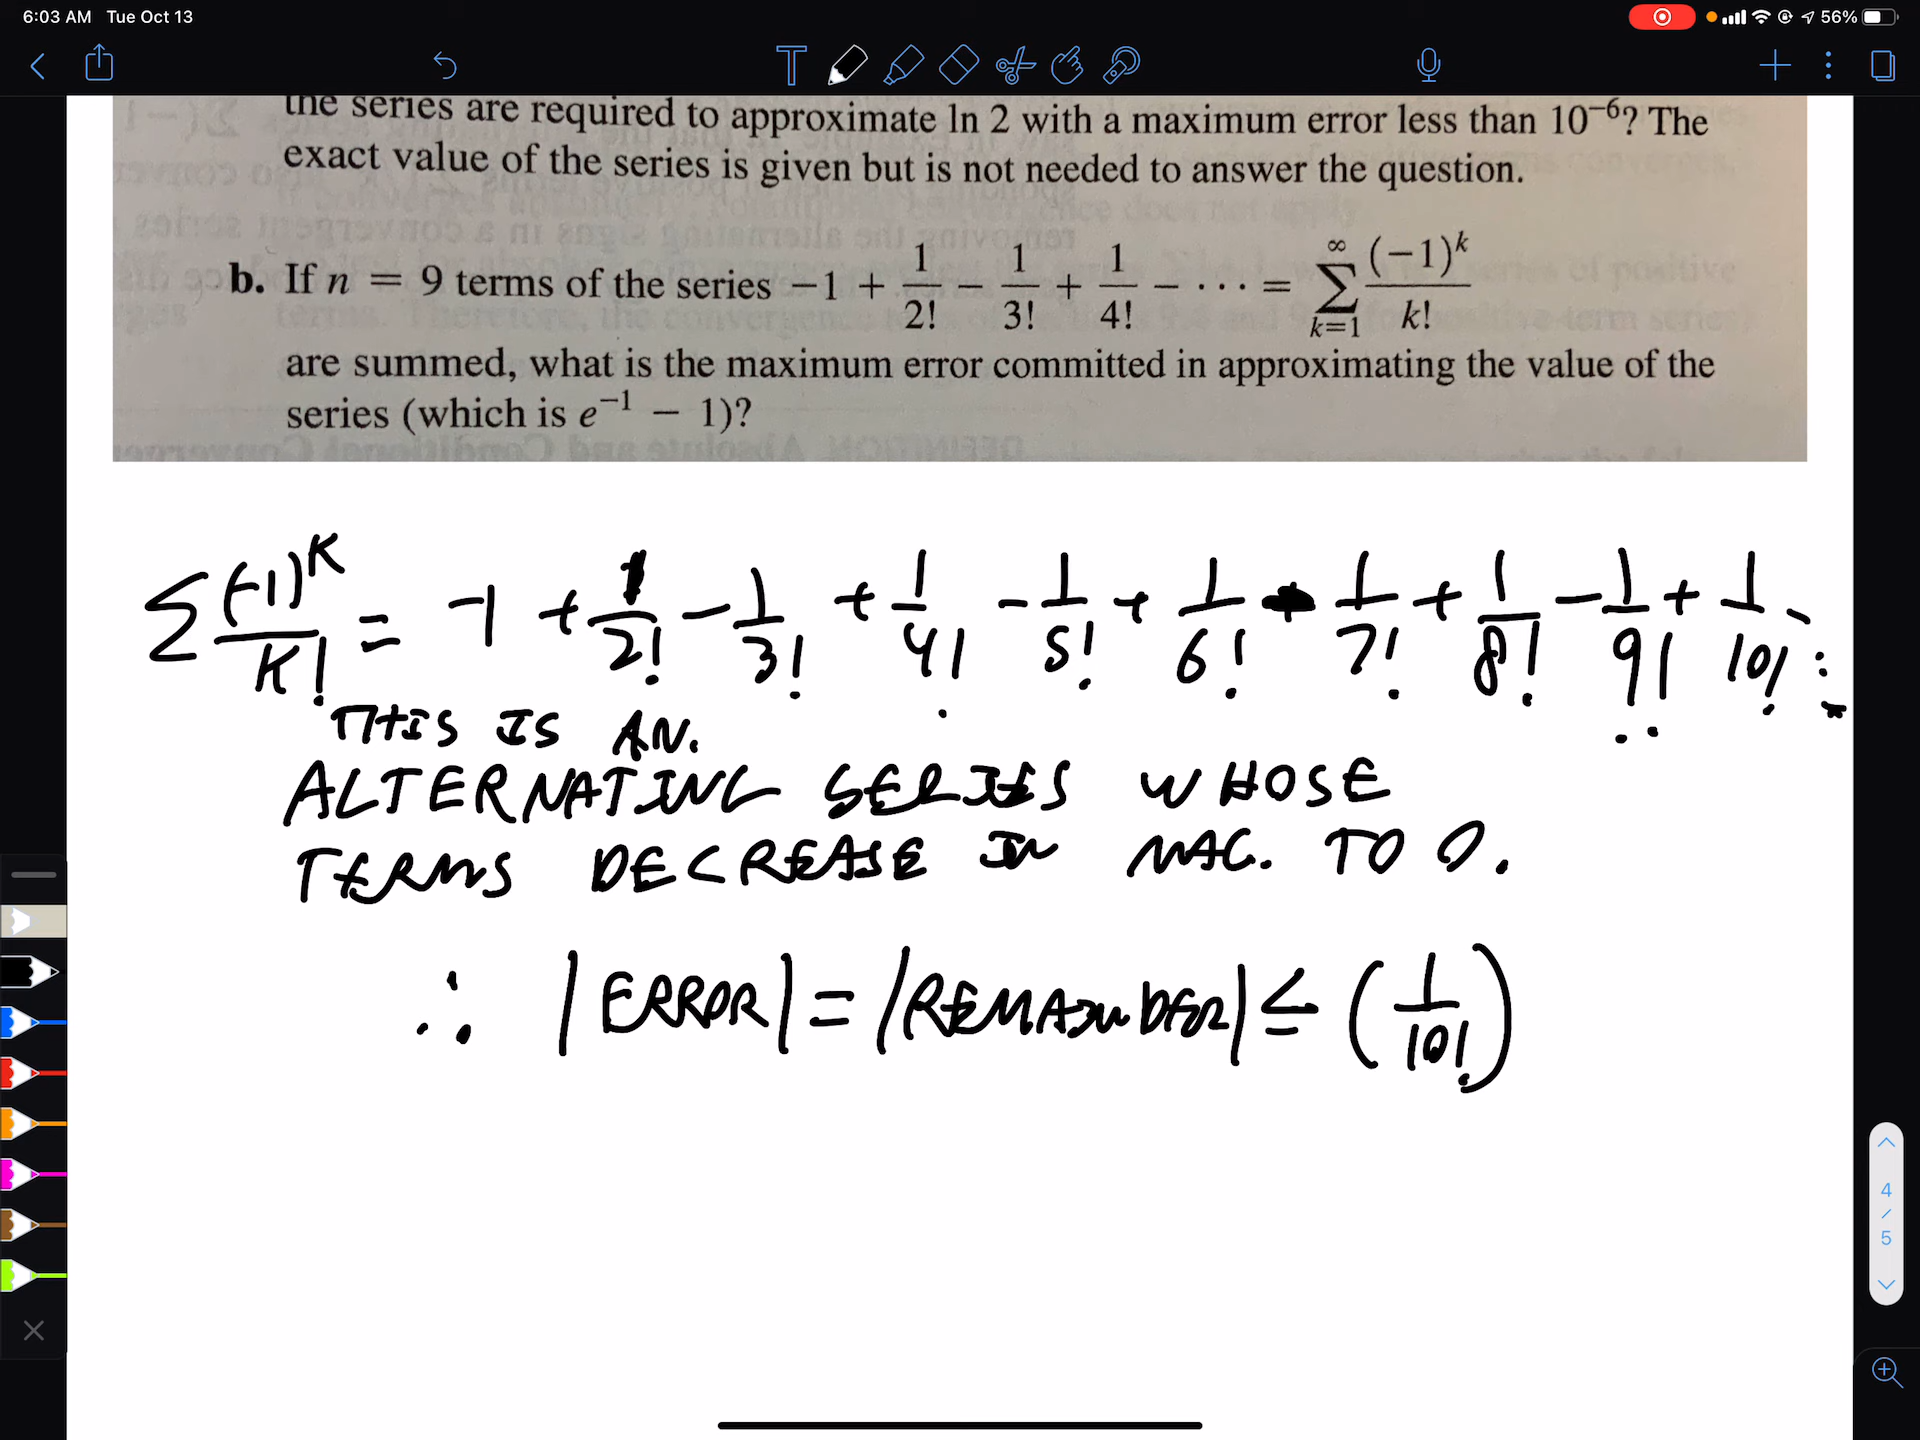 6:03 AM Tue Oct 13
56%
the series are required to approximate ln 2 with a maximum error less than 10⁻⁶? The
exact value of the series is given but is not needed to answer the question.
b. If n = 9 terms of the series −1 + 1/2! − 1/3! + 1/4! − ··· = ∑_{k=1}^{∞} (−1)^k/k!
are summed, what is the maximum error committed in approximating the value of the
series (which is e⁻¹ − 1)?
∑ (-1)^K/K! = -1 + 1/2! - 1/3! + 1/4! - 1/5! + 1/6! - 1/7! + 1/8! - 1/9! + 1/10! - ...
THIS IS AN
ALTERNATING SERIES WHOSE
TERMS DECREASE IN MAG. TO 0.
∴ |ERROR| = |REMAINDER| ≤ (1/10!)
4
/
5